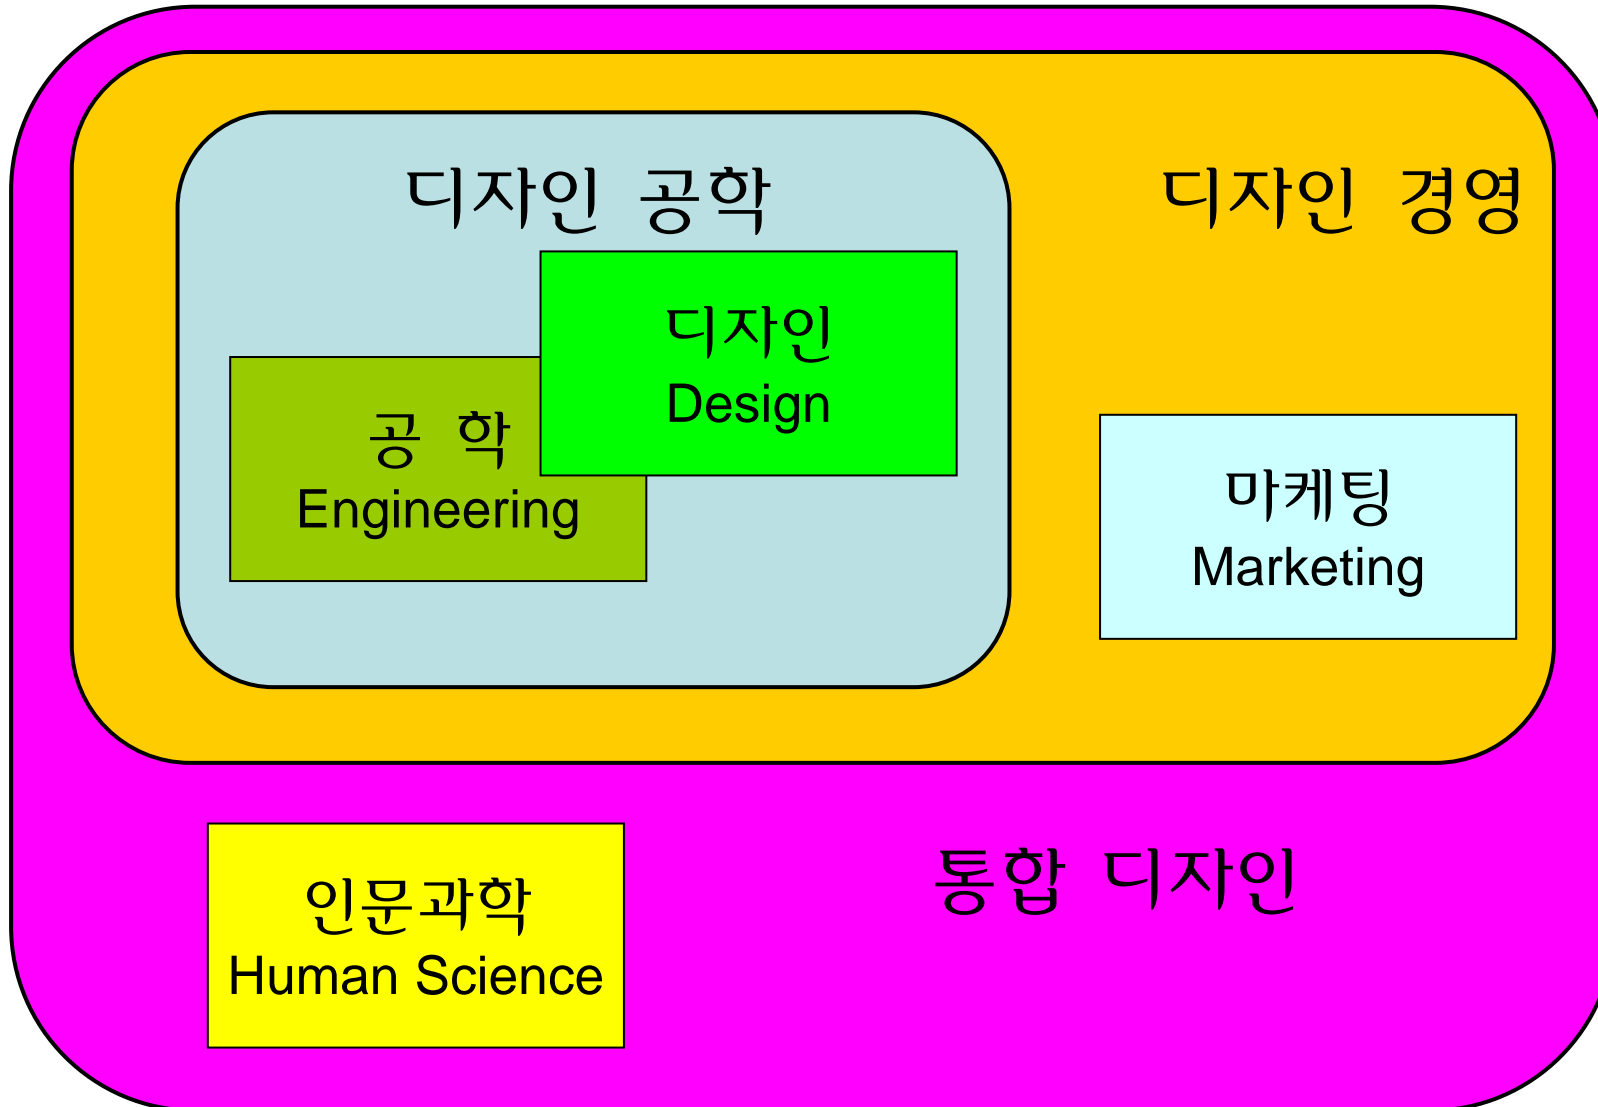 디자인 공학
디자인 경영
디자인
Design
공 학
Engineering
마케팅
Marketing
인문과학
Human Science
통합 디자인